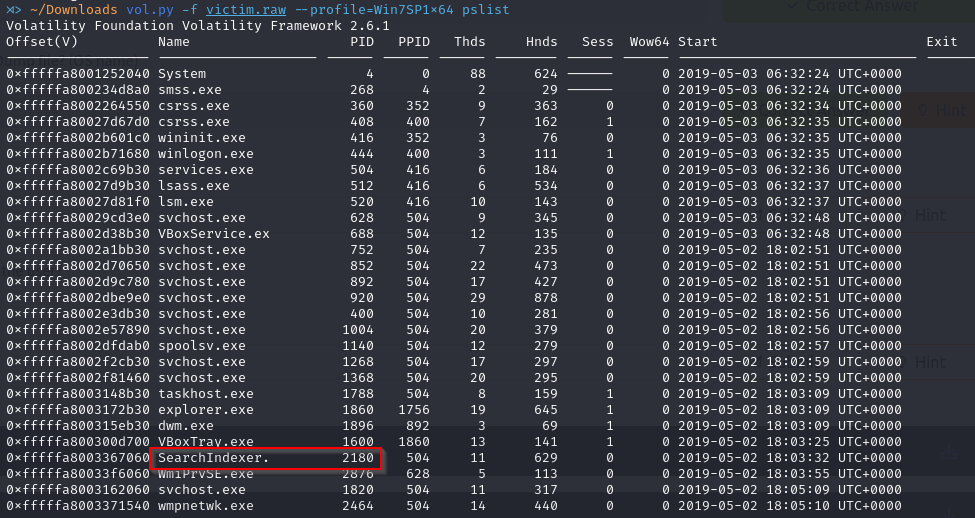 ~/Downloads vol.py -f victim.raw --profile=Win7SP1×64 pslist
Volatility Foundation Volatility Framework 2.6.1
Offset(V) Name PID PPID Thds Hnds Sess Wow64 Start Exit
0×fffffa8001252040 System 4 0 88 624 ------ 0 2019-05-03 06:32:24 UTC+0000
0×fffffa800234d8a0 smss.exe 268 4 2 29 ------ 0 2019-05-03 06:32:24 UTC+0000
0×fffffa8002264550 csrss.exe 360 352 9 363 0 0 2019-05-03 06:32:34 UTC+0000
0×fffffa80027d67d0 csrss.exe 408 400 7 162 1 0 2019-05-03 06:32:35 UTC+0000
0×fffffa8002b601c0 wininit.exe 416 352 3 76 0 0 2019-05-03 06:32:35 UTC+0000
0×fffffa8002b71680 winlogon.exe 444 400 3 111 1 0 2019-05-03 06:32:35 UTC+0000
0×fffffa8002c69b30 services.exe 504 416 6 184 0 0 2019-05-03 06:32:36 UTC+0000
0×fffffa80027d9b30 lsass.exe 512 416 6 534 0 0 2019-05-03 06:32:37 UTC+0000
0×fffffa80027d81f0 lsm.exe 520 416 10 143 0 0 2019-05-03 06:32:37 UTC+0000
0×fffffa80029cd3e0 svchost.exe 628 504 9 345 0 0 2019-05-03 06:32:48 UTC+0000
0×fffffa8002d38b30 VBoxService.ex 688 504 12 135 0 0 2019-05-03 06:32:48 UTC+0000
0×fffffa8002a1bb30 svchost.exe 752 504 7 235 0 0 2019-05-02 18:02:51 UTC+0000
0×fffffa8002d70650 svchost.exe 852 504 22 473 0 0 2019-05-02 18:02:51 UTC+0000
0×fffffa8002d9c780 svchost.exe 892 504 17 427 0 0 2019-05-02 18:02:51 UTC+0000
0×fffffa8002dbe9e0 svchost.exe 920 504 29 878 0 0 2019-05-02 18:02:51 UTC+0000
0×fffffa8002e3db30 svchost.exe 400 504 10 281 0 0 2019-05-02 18:02:56 UTC+0000
0×fffffa8002e57890 svchost.exe 1004 504 20 379 0 0 2019-05-02 18:02:56 UTC+0000
0×fffffa8002dfdab0 spoolsv.exe 1140 504 12 279 0 0 2019-05-02 18:02:57 UTC+0000
0×fffffa8002f2cb30 svchost.exe 1268 504 17 297 0 0 2019-05-02 18:02:59 UTC+0000
0×fffffa8002f81460 svchost.exe 1368 504 20 295 0 0 2019-05-02 18:02:59 UTC+0000
0×fffffa8003148b30 taskhost.exe 1788 504 8 159 1 0 2019-05-02 18:03:09 UTC+0000
0×fffffa8003172b30 explorer.exe 1860 1756 19 645 1 0 2019-05-02 18:03:09 UTC+0000
0×fffffa800315eb30 dwm.exe 1896 892 3 69 1 0 2019-05-02 18:03:09 UTC+0000
0×fffffa800300d700 VBoxTray.exe 1600 1860 13 141 1 0 2019-05-02 18:03:25 UTC+0000
0×fffffa8003367060 SearchIndexer. 2180 504 11 629 0 0 2019-05-02 18:03:32 UTC+0000
0×fffffa80033f6060 WmiPrvSE.exe 2876 628 5 113 0 0 2019-05-02 18:03:55 UTC+0000
0×fffffa8003162060 svchost.exe 1820 504 11 317 0 0 2019-05-02 18:05:09 UTC+0000
0×fffffa8003371540 wmpnetwk.exe 2464 504 14 440 0 0 2019-05-02 18:05:10 UTC+0000
Correct Answer
Hint
Hint
Hint